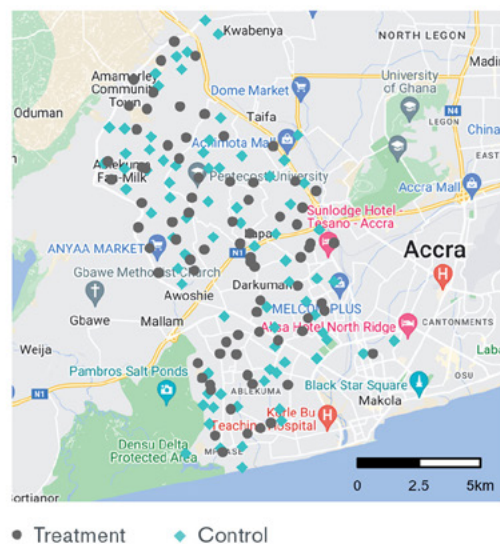 Kwabenya
NORTH LEGON
Amamorley
Community
Town
Dome Market
University
of Ghana
Madi
Oduman
Taifa
N4
LEGON
China
Achimota Mall
EAST
Fan-Milk
Pentecost University
Accra Mall
Sunlodge Hotel -
Tesano - Accra
ANYAA MARKET
N1
Accra
Gbawe Methodist Church
Darkuman
Awoshie
MELCOM PLUS
Gbawe
Mallam
Alisa Hotel North Ridge
CANTONMENTS
Weija
Pambros Salt Ponds
Laba
Black Star Square
OSU
N1
ABLEKUMA
Makola
Korle Bu
Teaching Hospital
Densu Delta
Protected Area
0 2.5 5km
Bortianor
Treatment Control